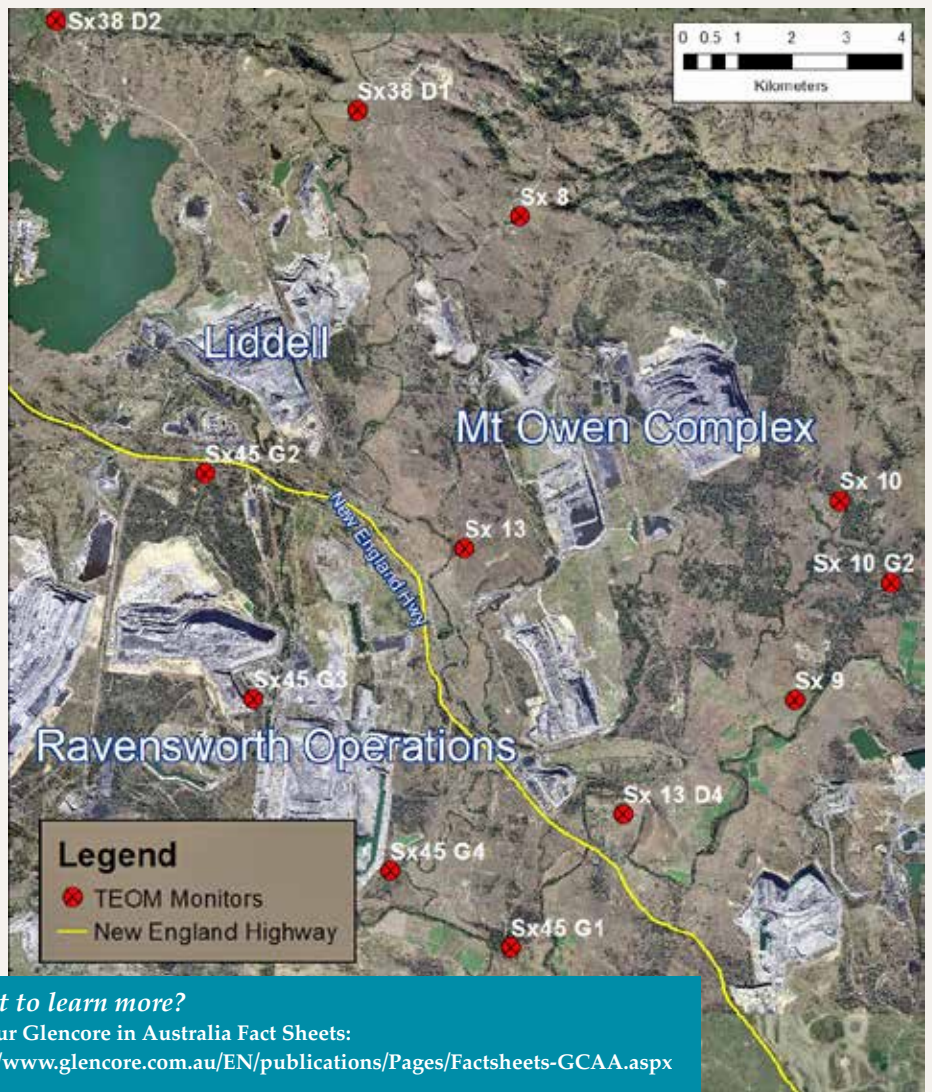 Sx38 D2
0 0.5 1 2 3 4
Kilometers
Sx38 D1
Sx 8
Liddell
Mt Owen Complex
Sx45 G2
Sx 10
New England Hwy
Sx 13
Sx 10 G2
Sx45 G3
Sx 9
Ravensworth Operations
Sx 13 D4
Legend
TEOM Monitors
New England Highway
Sx45 G4
Sx45 G1
t to learn more?
ur Glencore in Australia Fact Sheets:
/www.glencore.com.au/EN/publications/Pages/Factsheets-GCAA.aspx